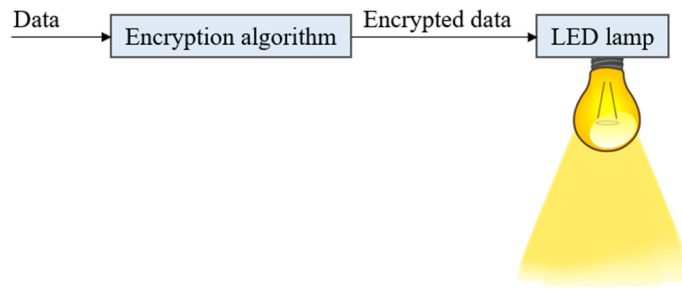 Data
Encryption algorithm
Encrypted data
LED lamp